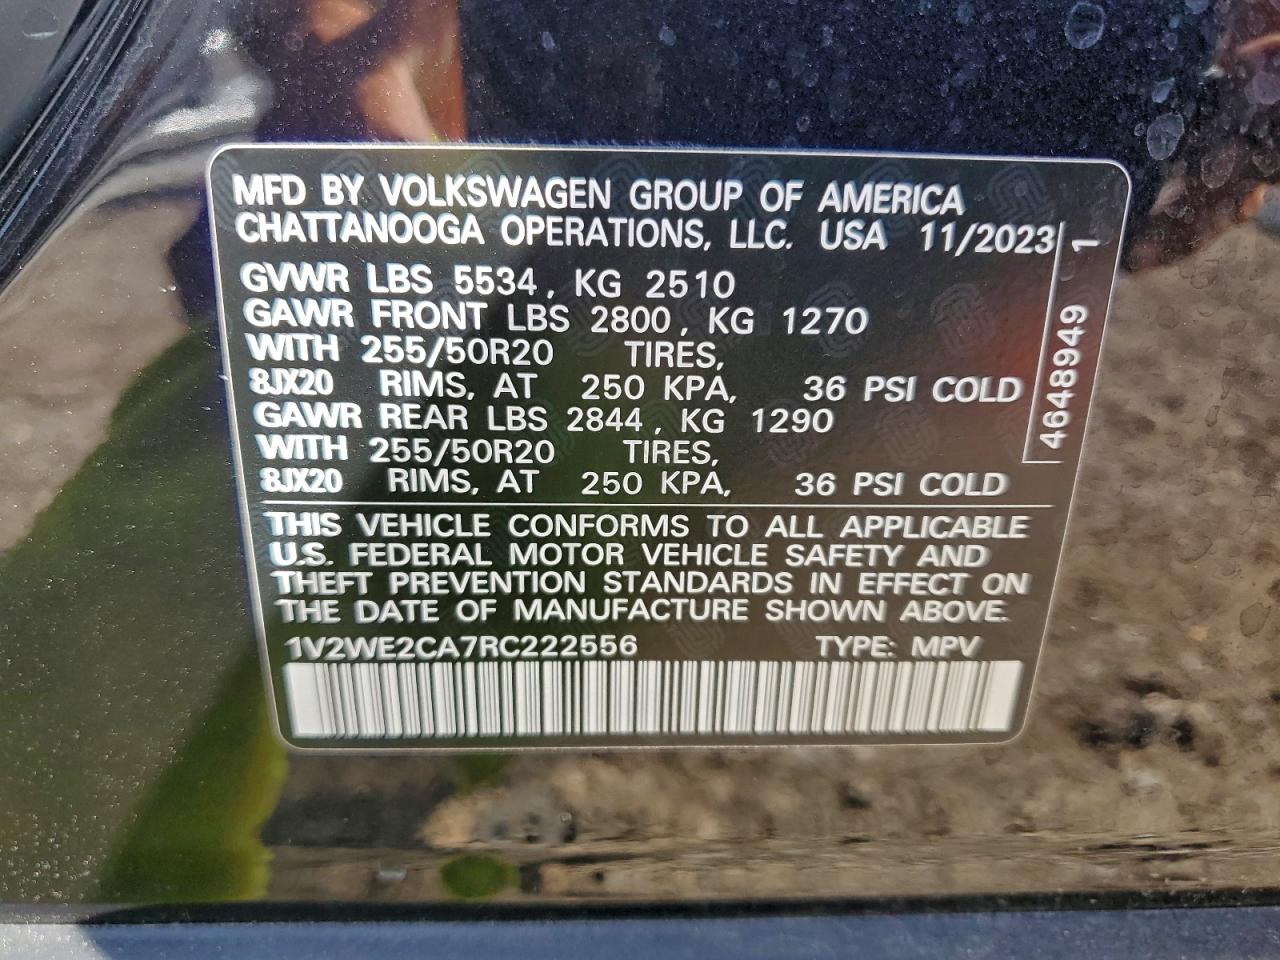 MFD BY VOLKSWAGEN GROUP OF AMERICA
CHATTANOOGA OPERATIONS, LLC. USA 11/2023
GVWR LBS 5534, KG 2510
GAWR FRONT LBS 2800, KG 1270
WITH 255/50R20 TIRES,
8JX20 RIMS, AT 250 KPA, 36 PSI COLD
GAWR REAR LBS 2844, KG 1290
WITH 255/50R20 TIRES,
8JX20 RIMS, AT 250 KPA, 36 PSI COLD
4648949 1
THIS VEHICLE CONFORMS TO ALL APPLICABLE
U.S. FEDERAL MOTOR VEHICLE SAFETY AND
THEFT PREVENTION STANDARDS IN EFFECT ON
THE DATE OF MANUFACTURE SHOWN ABOVE.
1V2WE2CA7RC222556 TYPE: MPV